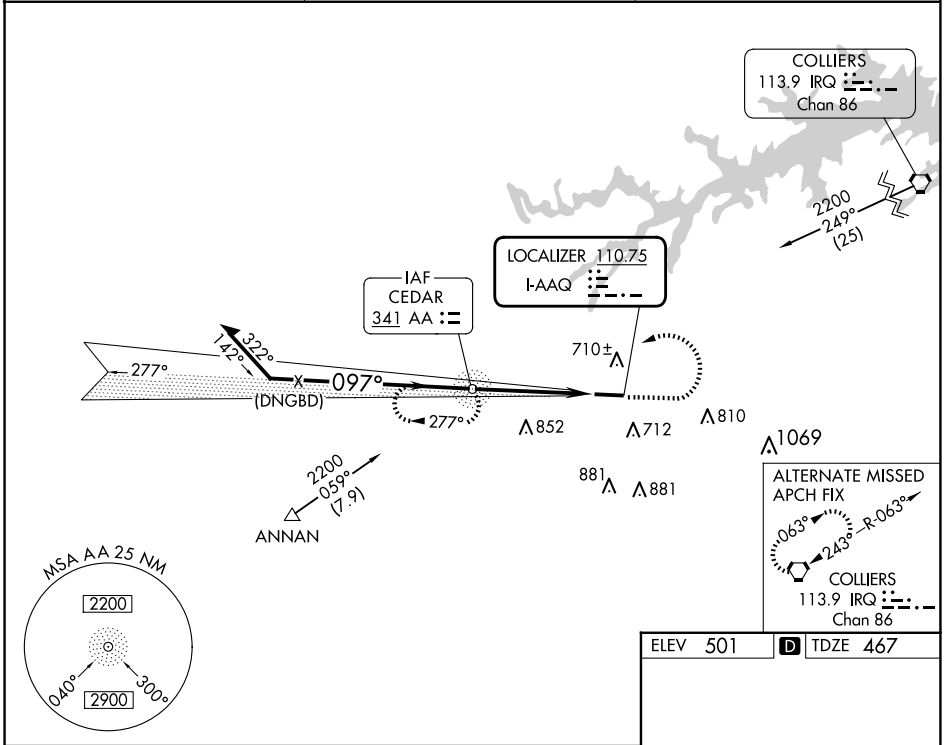 COLLIERS
113.9 IRQ
Chan 86
2200
249°
(25)
LOCALIZER 110.75
I-AAQ
IAF
CEDAR
341 AA
710±
322°
142°
277°
X
097°
(DNGBD)
277°
852
712
810
1069
881
881
2200
059°
(7.9)
ANNAN
ALTERNATE MISSED
APCH FIX
063°
243°
R-063°
COLLIERS
113.9 IRQ
Chan 86
MSA AA 25 NM
2200
040°
300°
2900
ELEV 501 D TDZE 467